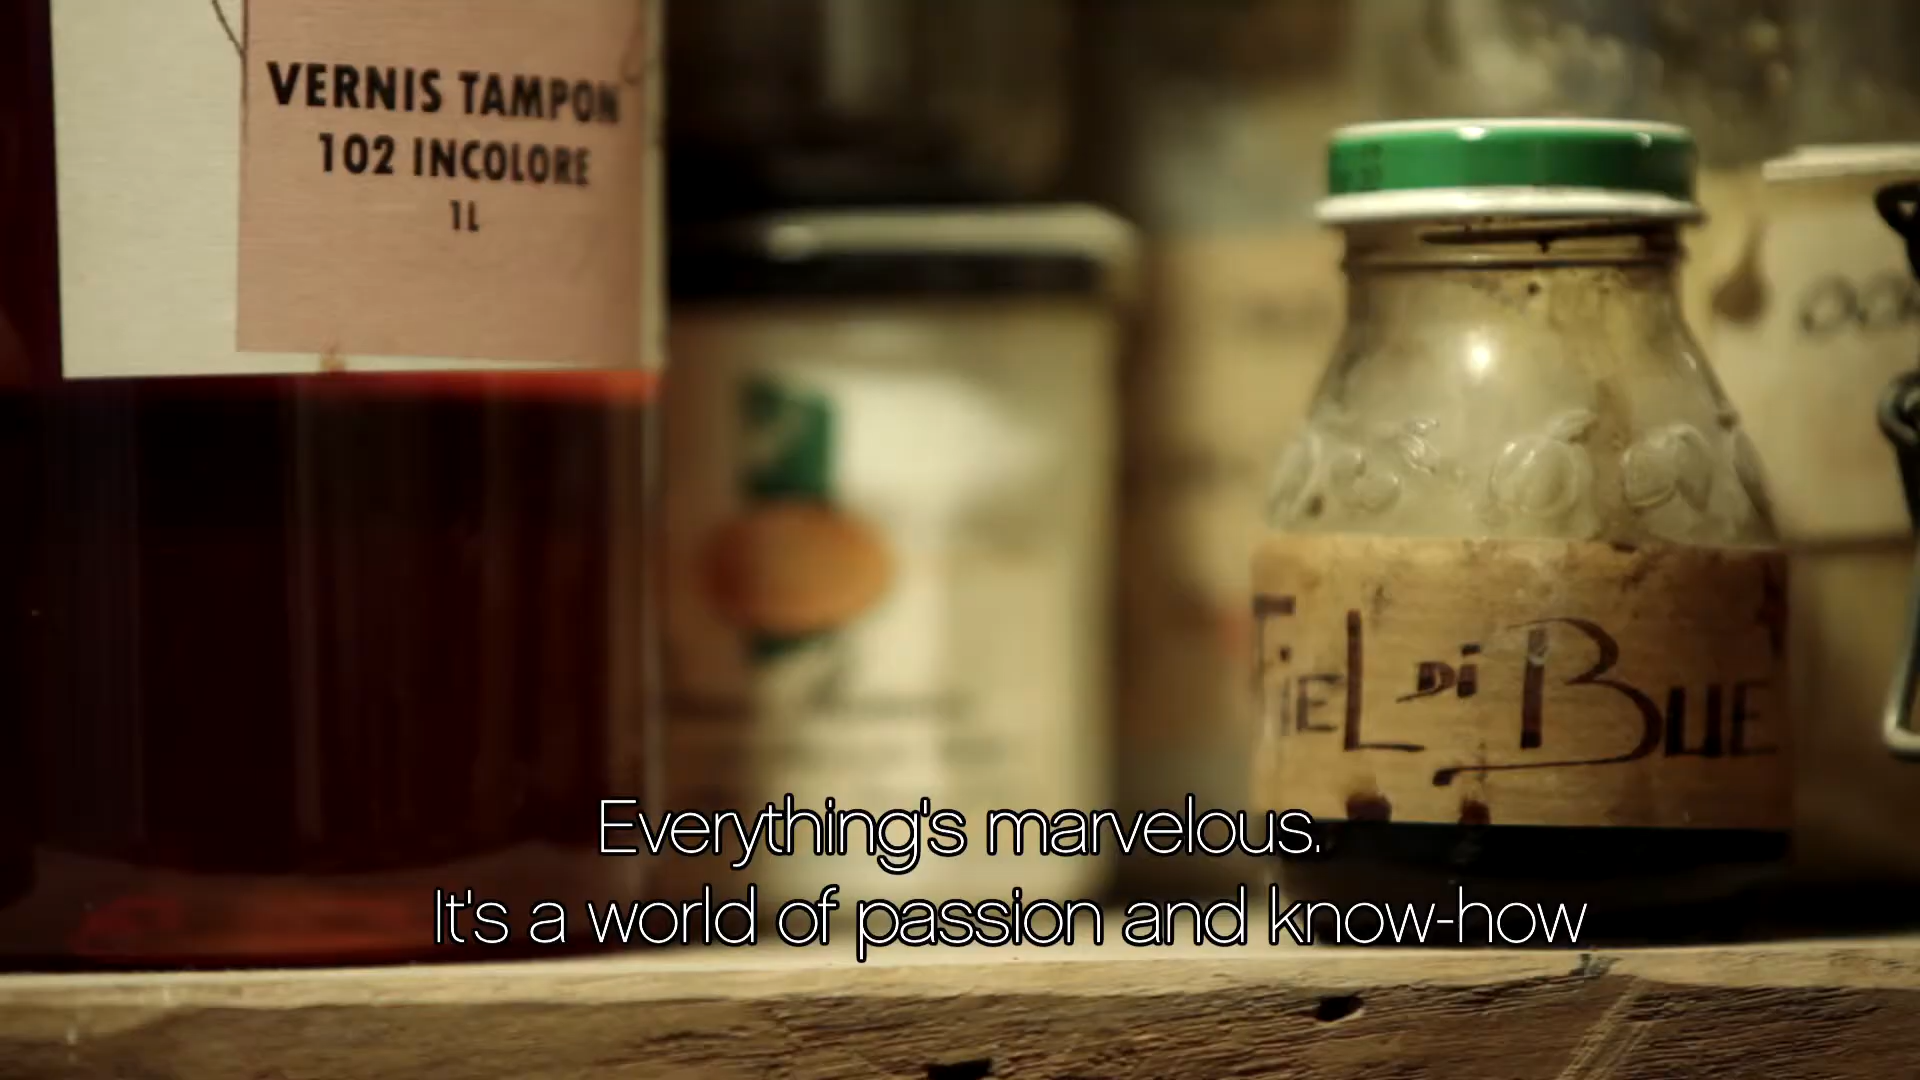 VERNIS TAMPON
102 INCOLORE
1L
FiEL Di BUE
Everything's marvelous.
It's a world of passion and know-how